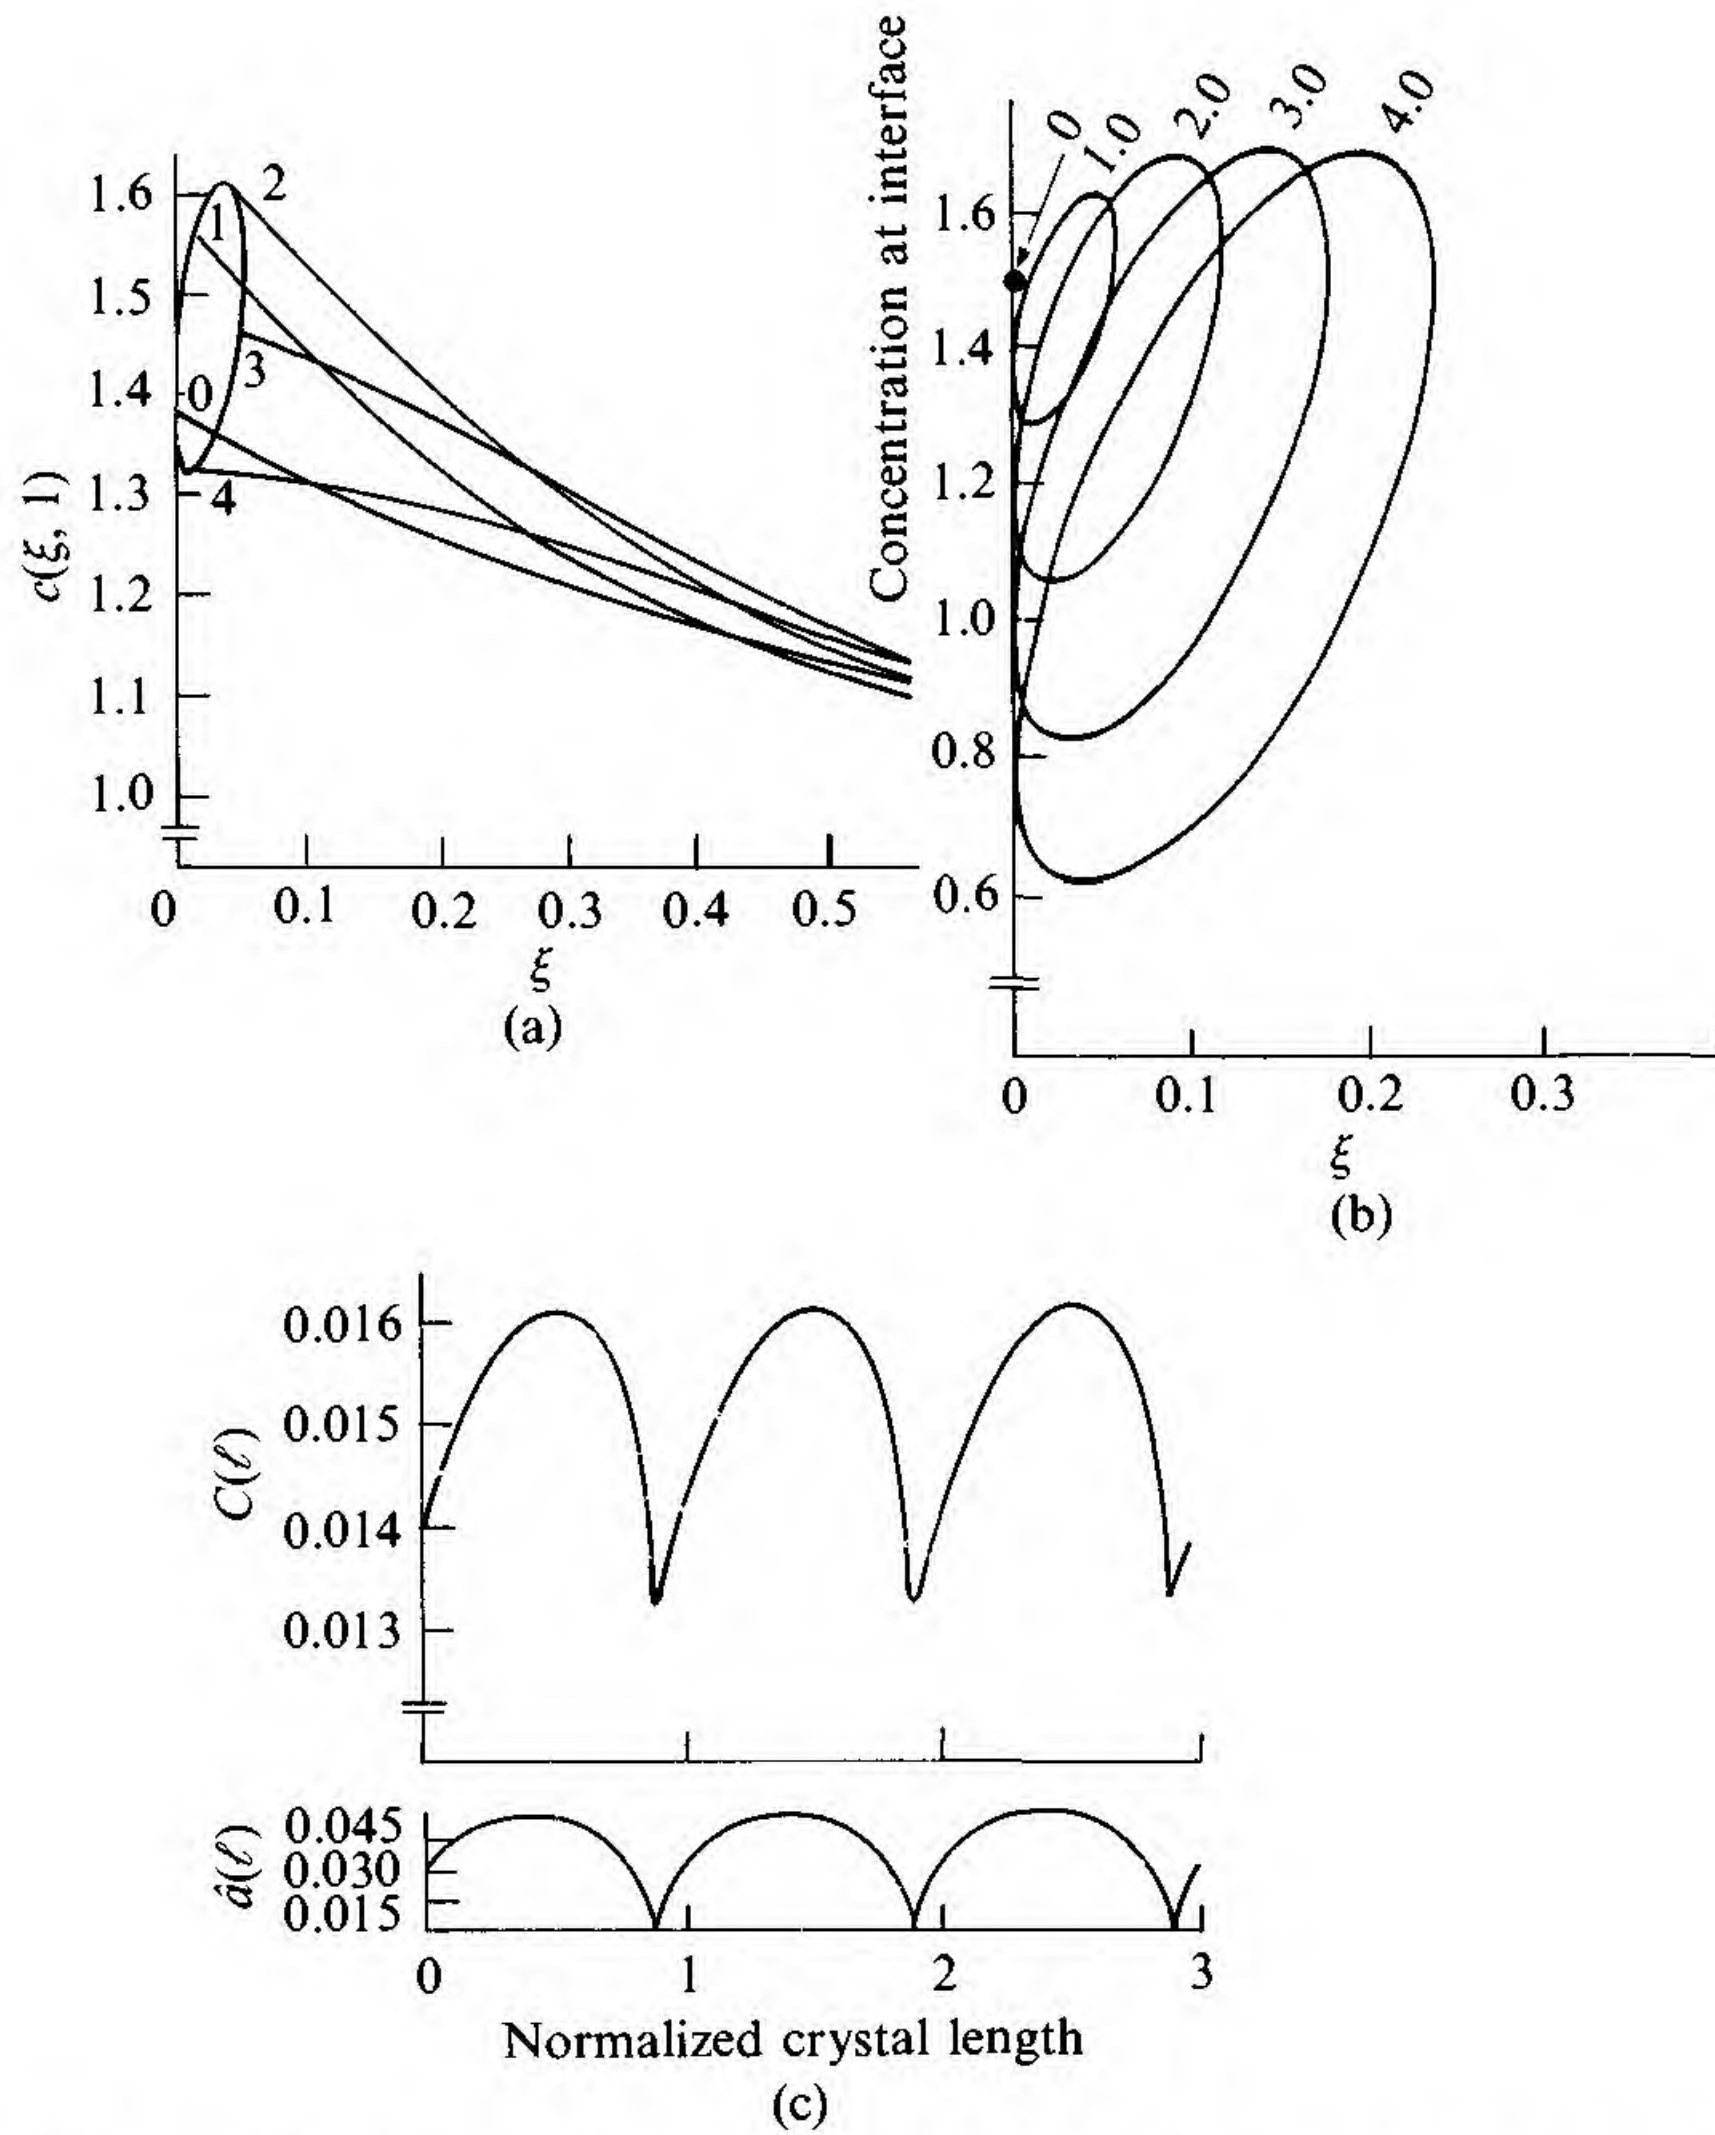 c(ξ, 1)
1.6
1.5
1.4
1.3
1.2
1.1
1.0
0
1
2
3
4
0 0.1 0.2 0.3 0.4 0.5
ξ
(a)
Concentration at interface
1.6
1.4
1.2
1.0
0.8
0.6
0 1.0 2.0 3.0 4.0
0 0.1 0.2 0.3
ξ
(b)
C(ℓ)
0.016
0.015
0.014
0.013
â(ℓ)
0.045
0.030
0.015
0 1 2 3
Normalized crystal length
(c)